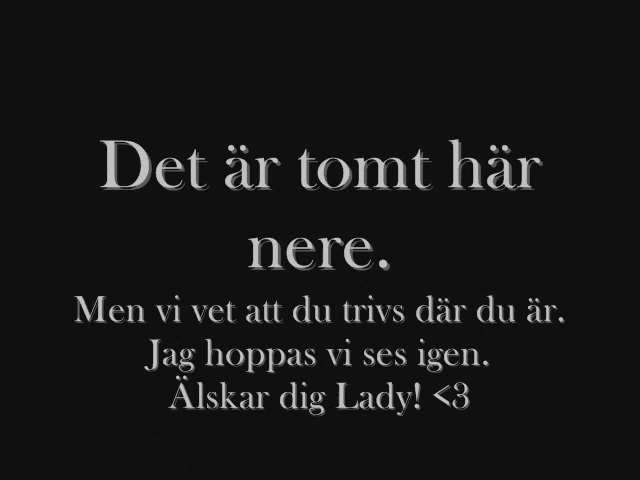 Det är tomt här
nere.
Men vi vet att du trivs där du är.
Jag hoppas vi ses igen.
Älskar dig Lady! <3